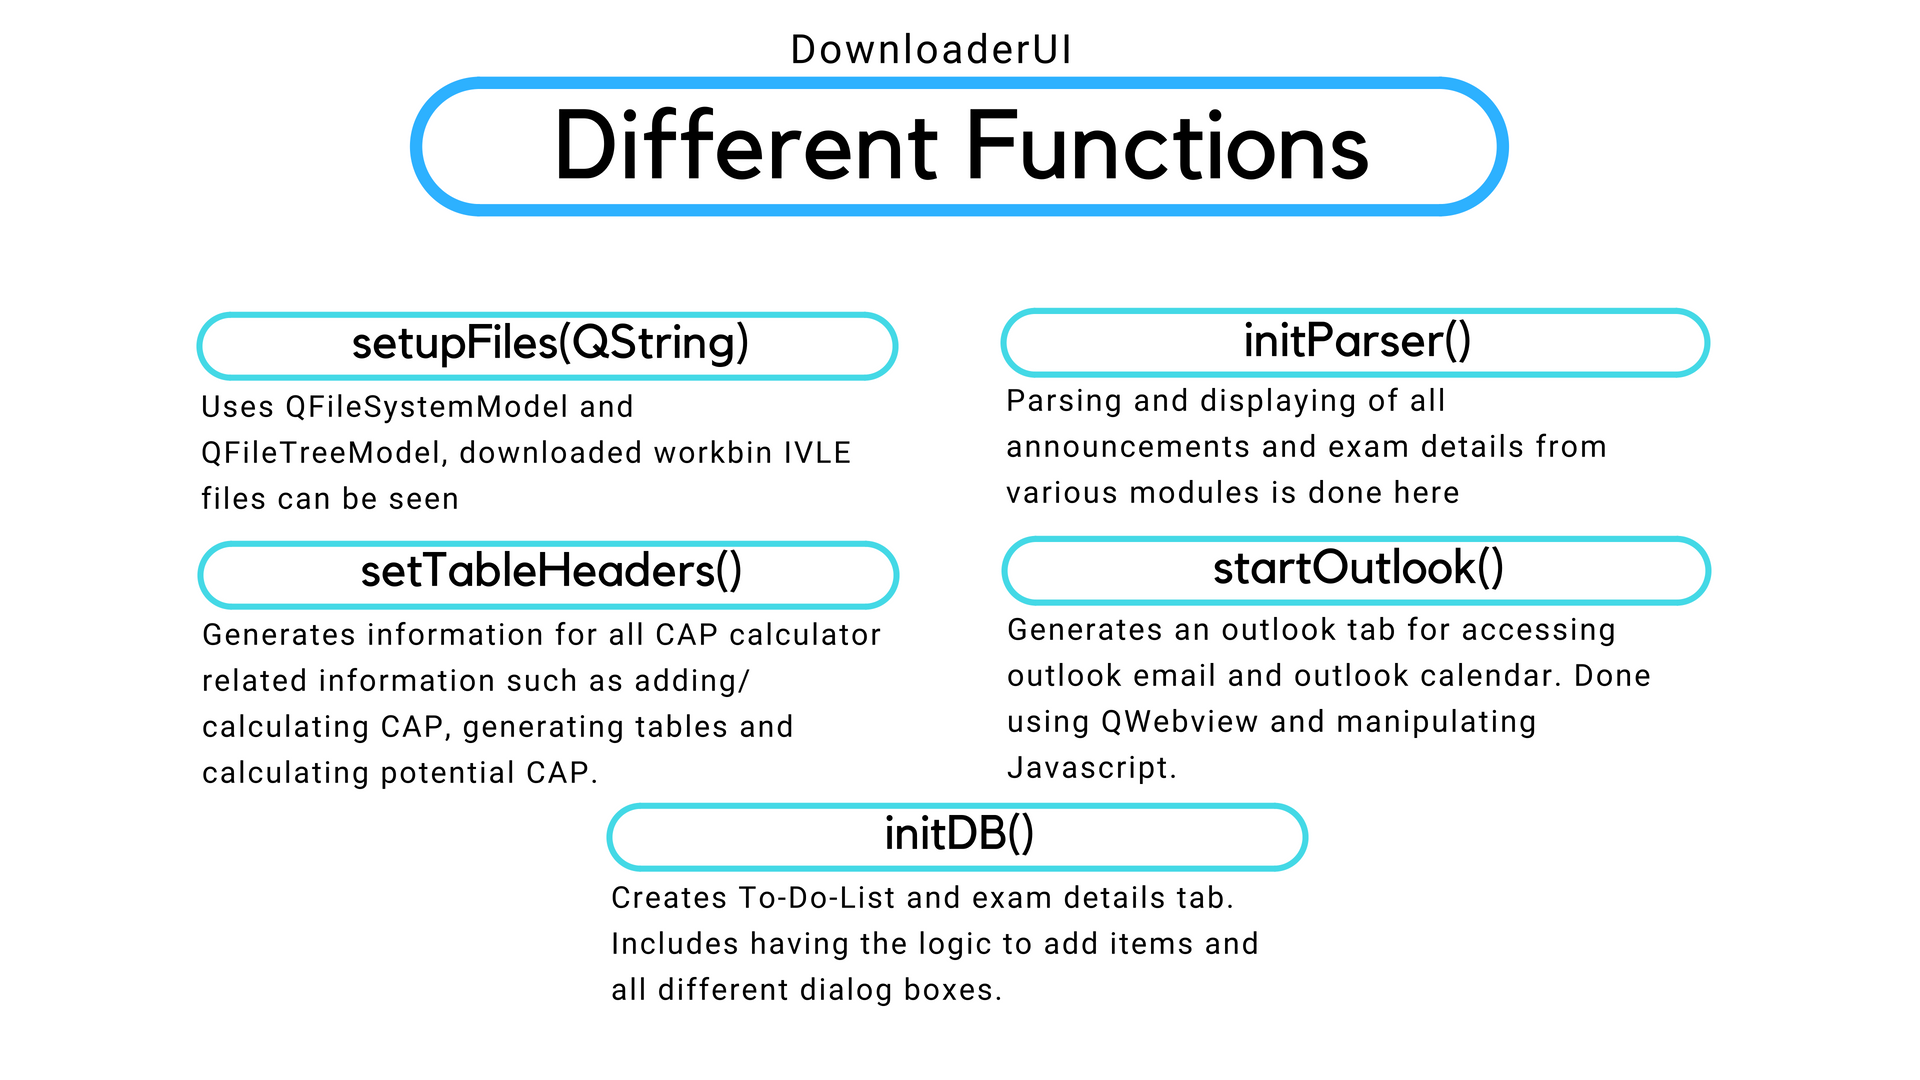 DownloaderUI
Different Functions
setupFiles(QString)
Uses QFileSystemModel and
QFileTreeModel, downloaded workbin IVLE
files can be seen
initParser()
Parsing and displaying of all
announcements and exam details from
various modules is done here
setTableHeaders()
Generates information for all CAP calculator
related information such as adding/
calculating CAP, generating tables and
calculating potential CAP.
startOutlook()
Generates an outlook tab for accessing
outlook email and outlook calendar. Done
using QWebview and manipulating
Javascript.
initDB()
Creates To-Do-List and exam details tab.
Includes having the logic to add items and
all different dialog boxes.